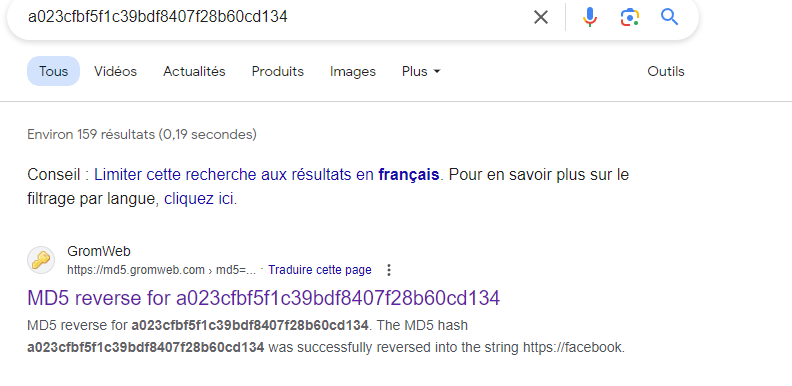 a023cfbf5f1c39bdf8407f28b60cd134
Tous Vidéos Actualités Produits Images Plus Outils
Environ 159 résultats (0,19 secondes)
Conseil : Limiter cette recherche aux résultats en français. Pour en savoir plus sur le
filtrage par langue, cliquez ici.
GromWeb
https://md5.gromweb.com › md5=... · Traduire cette page
MD5 reverse for a023cfbf5f1c39bdf8407f28b60cd134
MD5 reverse for a023cfbf5f1c39bdf8407f28b60cd134. The MD5 hash
a023cfbf5f1c39bdf8407f28b60cd134 was successfully reversed into the string https://facebook.